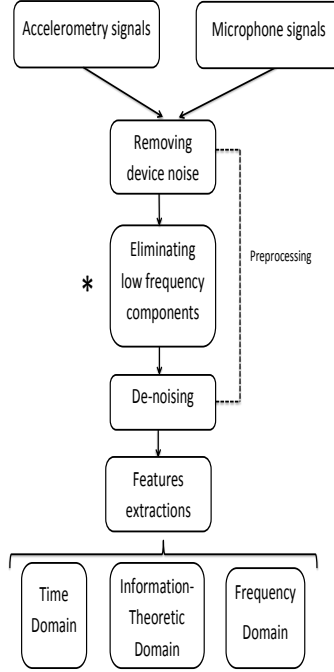 Accelerometry signals
Microphone signals
Removing
device noise
Eliminating
low frequency
components
*
Preprocessing
De-noising
Features
extractions
Time
Domain
Information-
Theoretic
Domain
Frequency
Domain